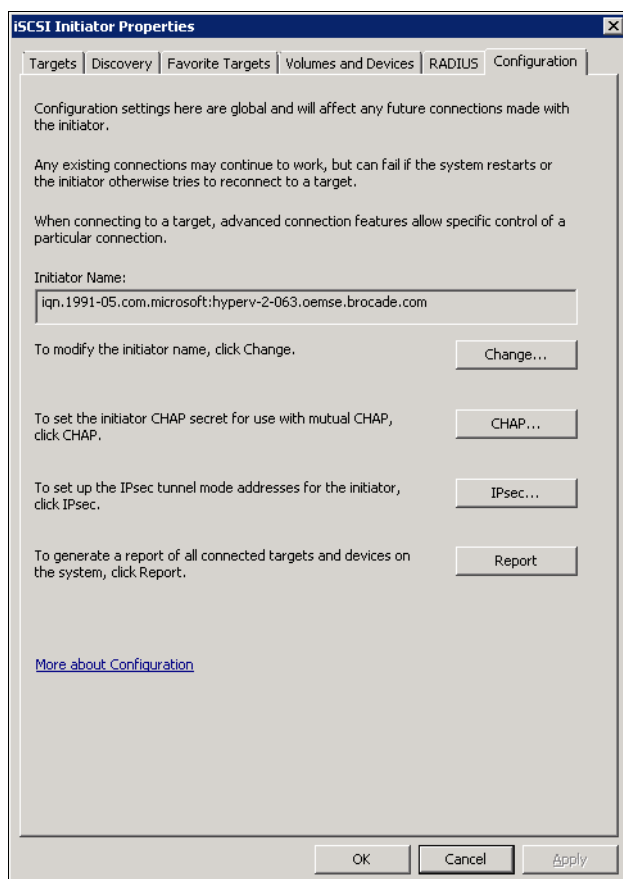 iSCSI Initiator Properties
Targets
Discovery
Favorite Targets
Volumes and Devices
RADIUS
Configuration
Configuration settings here are global and will affect any future connections made with
the initiator.
Any existing connections may continue to work, but can fail if the system restarts or
the initiator otherwise tries to reconnect to a target.
When connecting to a target, advanced connection features allow specific control of a
particular connection.
Initiator Name:
iqn.1991-05.com.microsoft:hyperv-2-063.oemse.brocade.com
To modify the initiator name, click Change.
Change...
To set the initiator CHAP secret for use with mutual CHAP,
click CHAP.
CHAP...
To set up the IPsec tunnel mode addresses for the initiator,
click IPsec.
IPsec...
To generate a report of all connected targets and devices on
the system, click Report.
Report
More about Configuration
OK
Cancel
Apply